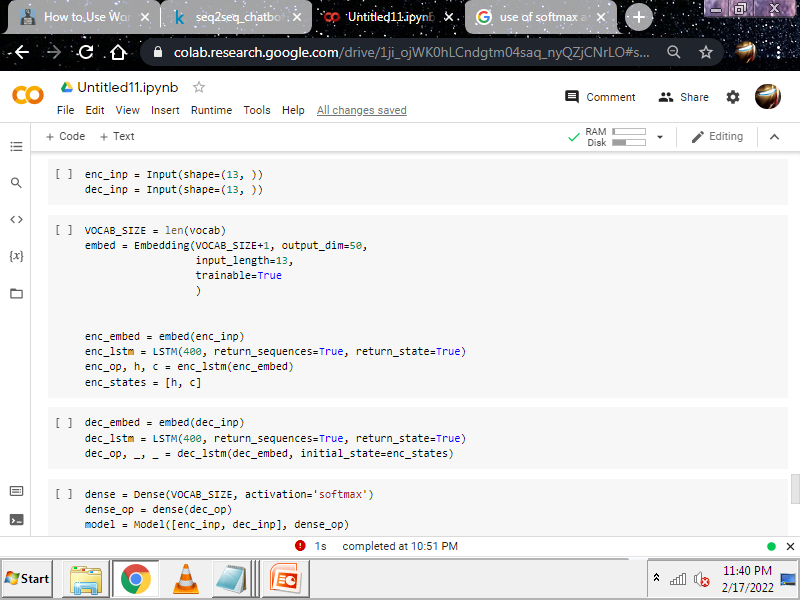 How to Use Wor
seq2seq_chatbot
Untitled11.ipynb
use of softmax a
colab.research.google.com/drive/1ji_ojWK0hLCndgtm04saq_nyQZjCNrLO#s...
Untitled11.ipynb
File Edit View Insert Runtime Tools Help All changes saved
Comment Share
+ Code + Text
RAM
Disk
Editing
[ ] enc_inp = Input(shape=(13, ))
dec_inp = Input(shape=(13, ))
[ ] VOCAB_SIZE = len(vocab)
embed = Embedding(VOCAB_SIZE+1, output_dim=50,
input_length=13,
trainable=True
)
enc_embed = embed(enc_inp)
enc_lstm = LSTM(400, return_sequences=True, return_state=True)
enc_op, h, c = enc_lstm(enc_embed)
enc_states = [h, c]
[ ] dec_embed = embed(dec_inp)
dec_lstm = LSTM(400, return_sequences=True, return_state=True)
dec_op, _, _ = dec_lstm(dec_embed, initial_state=enc_states)
[ ] dense = Dense(VOCAB_SIZE, activation='softmax')
dense_op = dense(dec_op)
model = Model([enc_inp, dec_inp], dense_op)
1s completed at 10:51 PM
Start
11:40 PM
2/17/2022